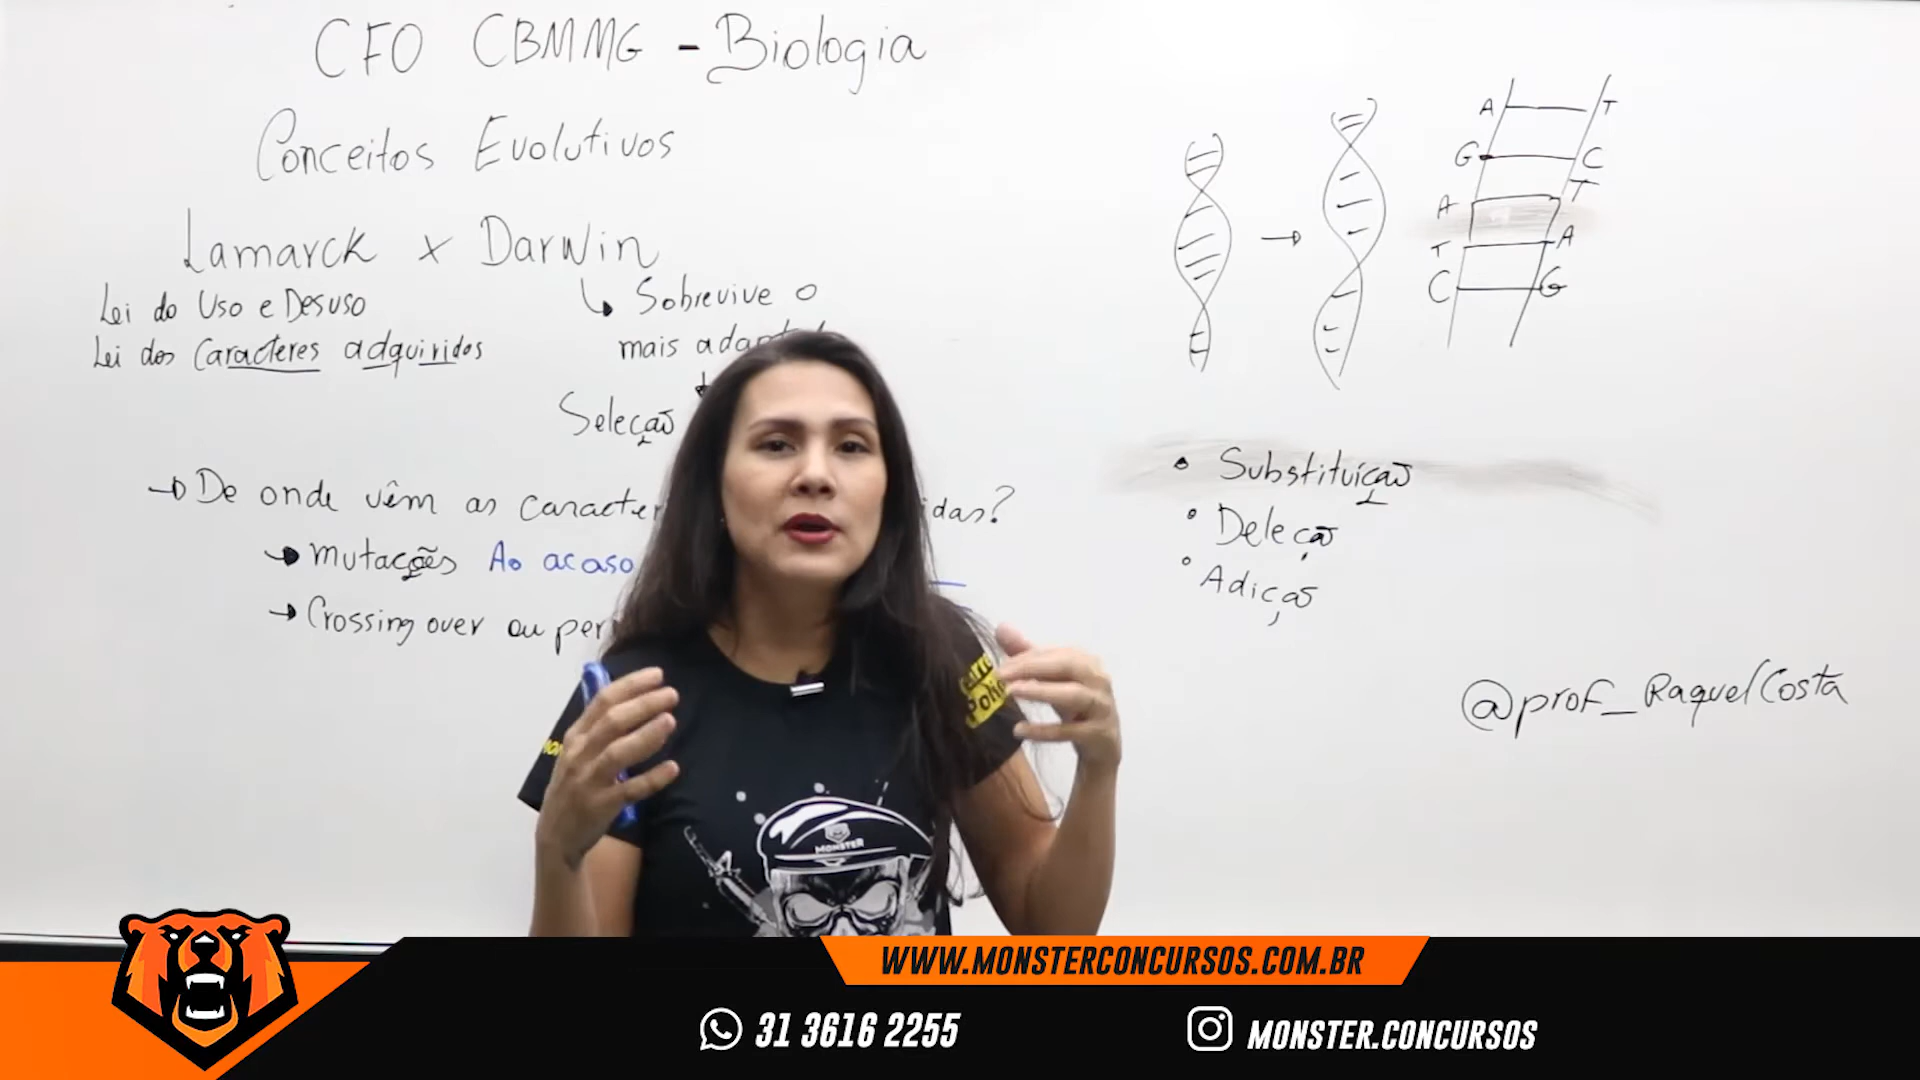 CFO CBMMG - Biologia
Conceitos Evolutivos
Lamarck x Darwin
Lei do Uso e Desuso
Lei dos Caracteres adquiridos
Sobrevive o
mais
Seleção
De onde vêm as
mutações Ao acaso
Crossing over ou
A T
G C
A T
T A
C G
• Substituição
• Deleção
• Adição
@prof_RaquelCosta
MONSTER
WWW.MONSTERCONCURSOS.COM.BR
31 3616 2255
MONSTER.CONCURSOS